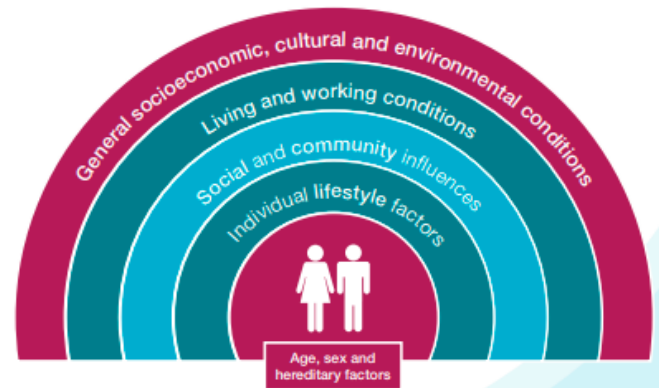 General socioeconomic, cultural and environmental conditions
Living and working conditions
Social and community influences
Individual lifestyle factors
Age, sex and
hereditary factors